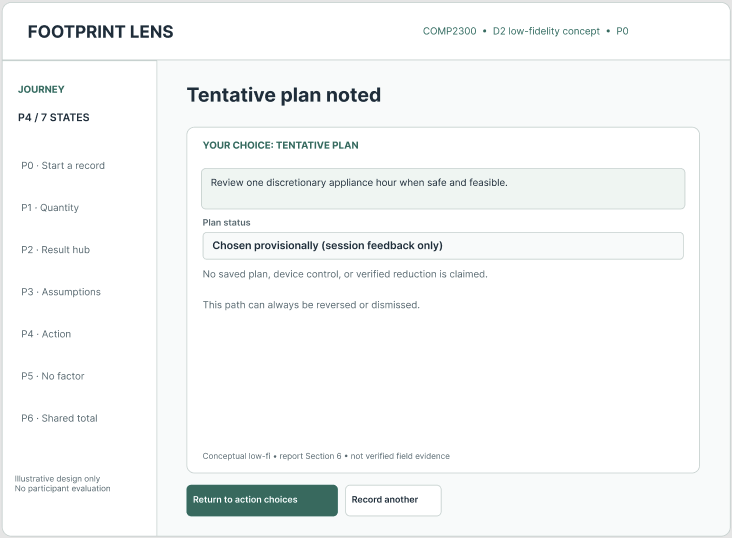 FOOTPRINT LENS
COMP2300 • D2 low-fidelity concept • P0
JOURNEY
P4 / 7 STATES
P0 · Start a record
P1 · Quantity
P2 · Result hub
P3 · Assumptions
P4 · Action
P5 · No factor
P6 · Shared total
Illustrative design only
No participant evaluation
Tentative plan noted
YOUR CHOICE: TENTATIVE PLAN
Review one discretionary appliance hour when safe and feasible.
Plan status
Chosen provisionally (session feedback only)
No saved plan, device control, or verified reduction is claimed.
This path can always be reversed or dismissed.
Conceptual low-fi • report Section 6 • not verified field evidence
Return to action choices
Record another